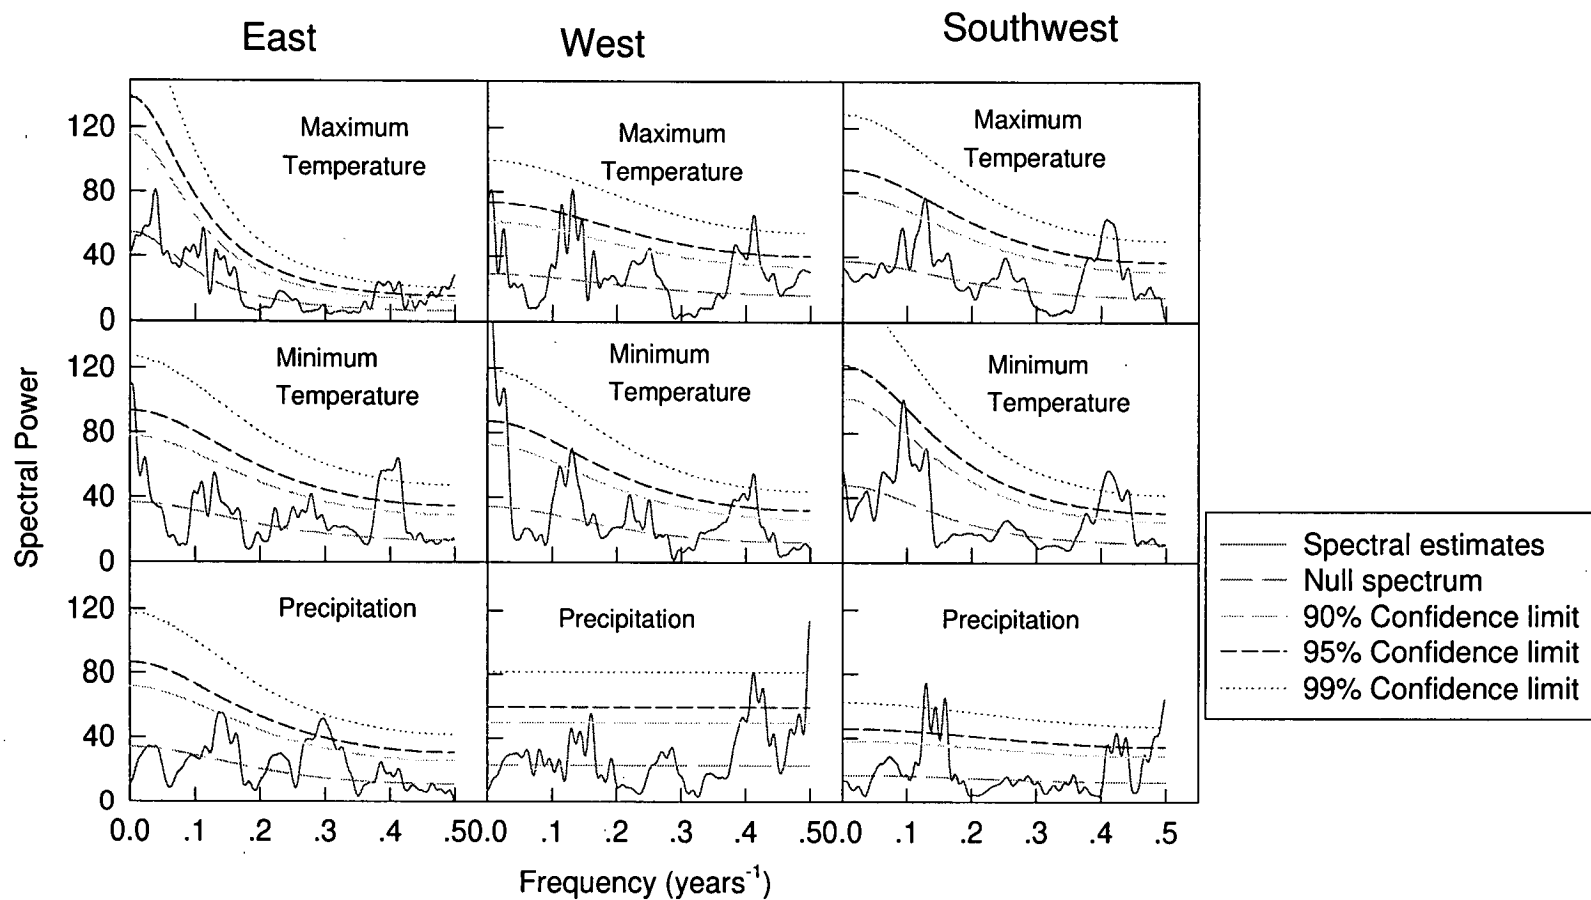 East
West
Southwest
Spectral Power
120
80
40
0
Maximum
Temperature
Maximum
Temperature
Maximum
Temperature
120
80
40
0
Minimum
Temperature
Minimum
Temperature
Minimum
Temperature
120
80
40
0
Precipitation
Precipitation
Precipitation
0.0 .1 .2 .3 .4 .50.0 .1 .2 .3 .4 .50.0 .1 .2 .3 .4 .5
Frequency (years⁻¹)
Spectral estimates
Null spectrum
90% Confidence limit
95% Confidence limit
99% Confidence limit